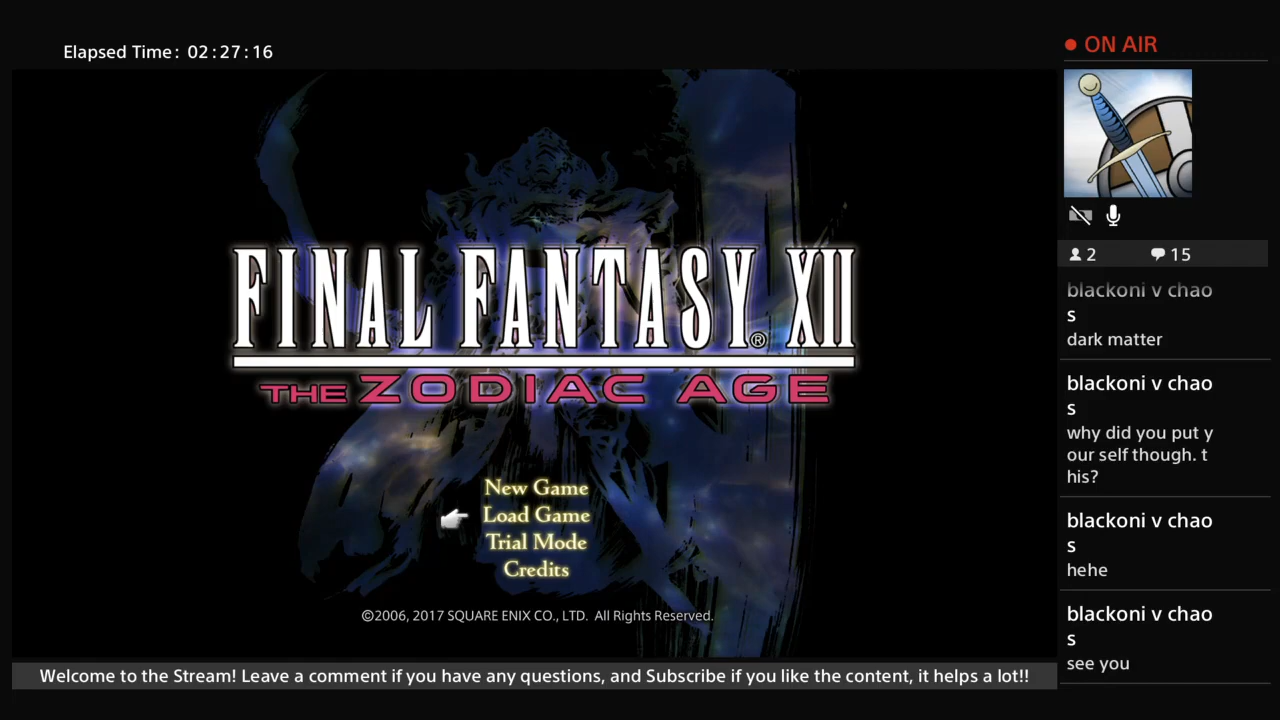 Elapsed Time: 02:27:16
ON AIR
FINAL FANTASY® XII
THE ZODIAC AGE
New Game
Load Game
Trial Mode
Credits
©2006, 2017 SQUARE ENIX CO., LTD. All Rights Reserved.
Welcome to the Stream! Leave a comment if you have any questions, and Subscribe if you like the content, it helps a lot!!
2 15
blackoni v chao
s
dark matter
blackoni v chao
s
why did you put y
our self though. t
his?
blackoni v chao
s
hehe
blackoni v chao
s
see you